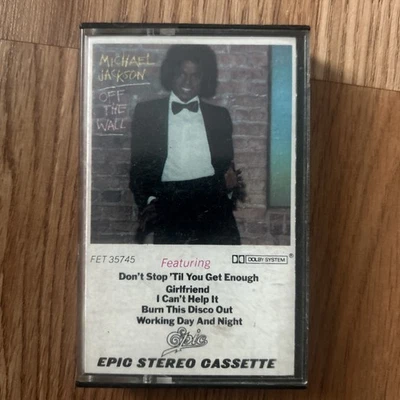 MICHAEL
JACKSON
OFF
THE
WALL
FET 35745
Featuring
DOLBY SYSTEM®
Don't Stop 'Til You Get Enough
Girlfriend
I Can't Help It
Burn This Disco Out
Working Day And Night
Epic
EPIC STEREO CASSETTE